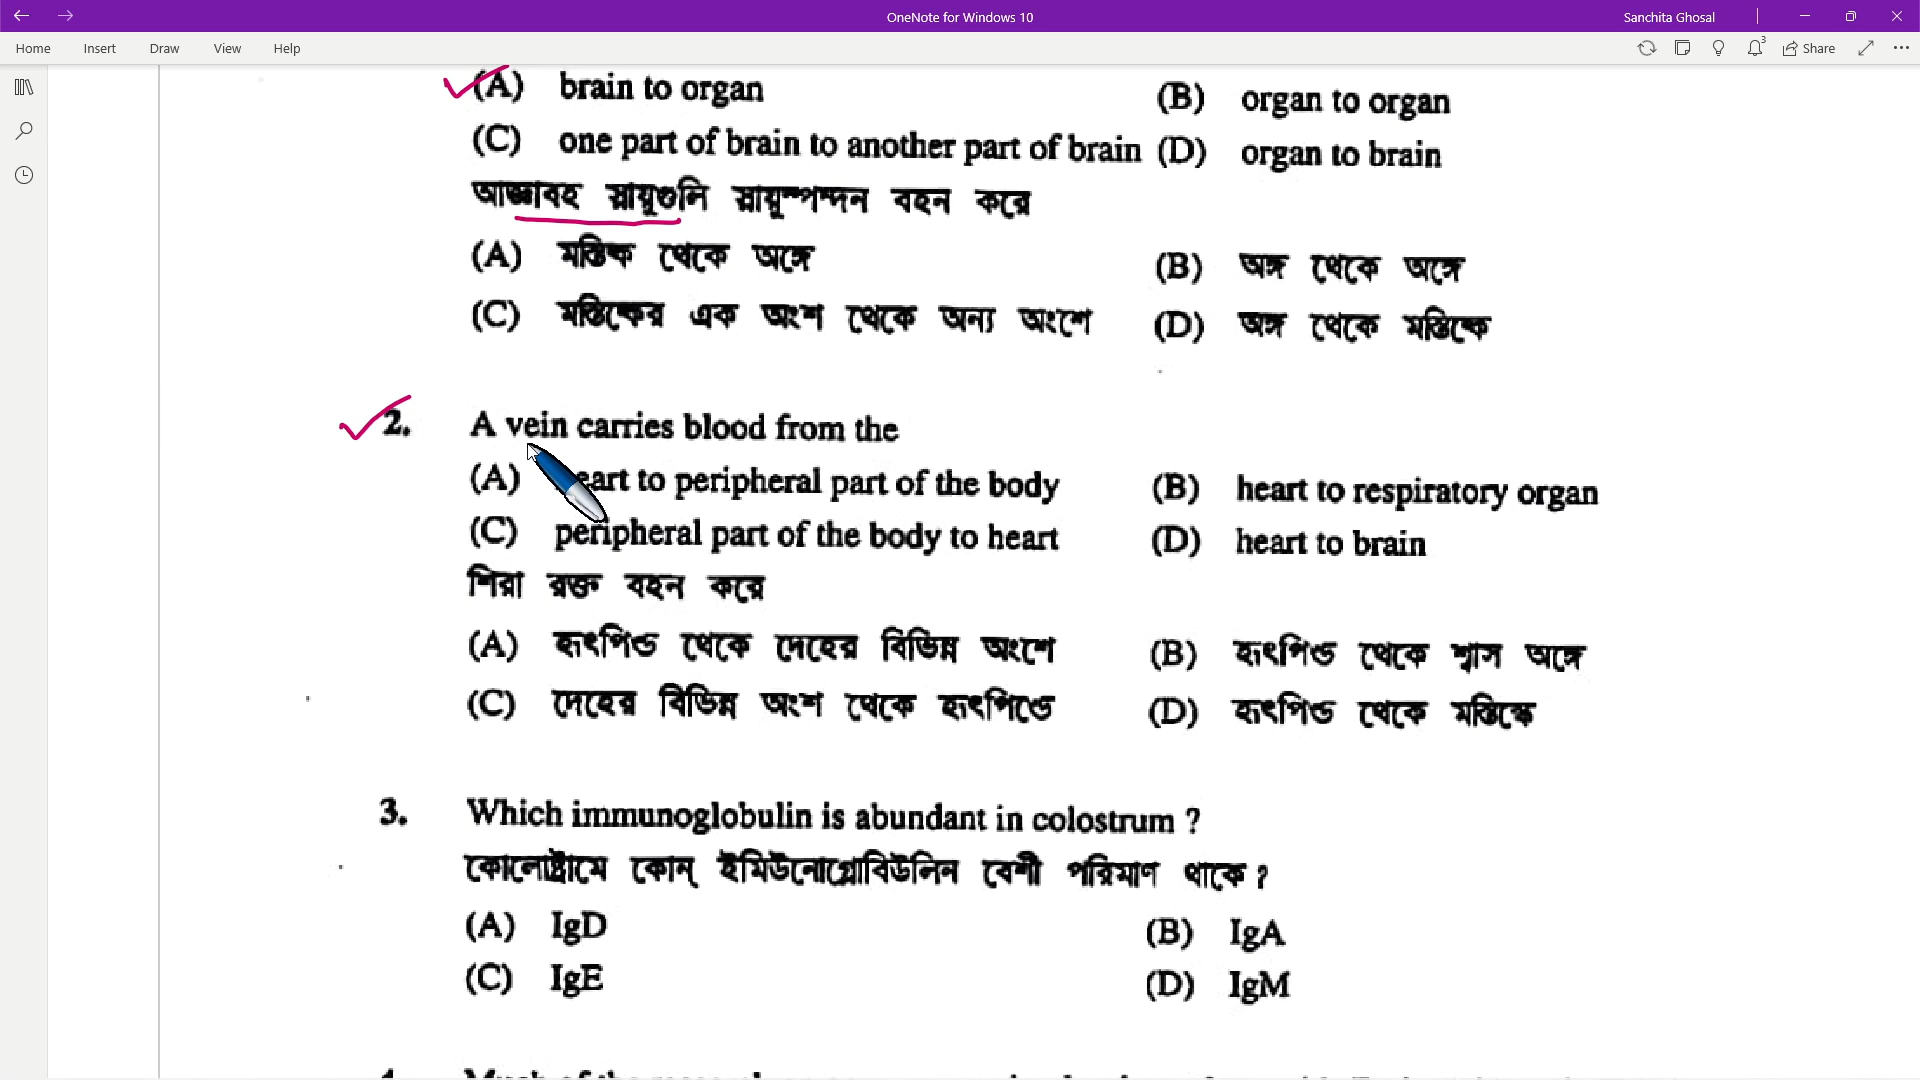 OneNote for Windows 10
Sanchita Ghosal
Home Insert Draw View Help
3
Share
(A) brain to organ (B) organ to organ
(C) one part of brain to another part of brain (D) organ to brain
আজ্ঞাবহ স্নায়ুগুলি স্নায়ুস্পন্দন বহন করে
(A) মস্তিষ্ক থেকে অঙ্গে (B) অঙ্গ থেকে অঙ্গে
(C) মস্তিষ্কের এক অংশ থেকে অন্য অংশে (D) অঙ্গ থেকে মস্তিষ্কে
2. A vein carries blood from the
(A) heart to peripheral part of the body (B) heart to respiratory organ
(C) peripheral part of the body to heart (D) heart to brain
শিরা রক্ত বহন করে
(A) হৃৎপিণ্ড থেকে দেহের বিভিন্ন অংশে (B) হৃৎপিণ্ড থেকে শ্বাস অঙ্গে
(C) দেহের বিভিন্ন অংশ থেকে হৃৎপিণ্ডে (D) হৃৎপিণ্ড থেকে মস্তিষ্কে
3. Which immunoglobulin is abundant in colostrum ?
কোলোষ্ট্রামে কোন্ ইমিউনোগ্লোবিউলিন বেশী পরিমাণ থাকে ?
(A) IgD (B) IgA
(C) IgE (D) IgM